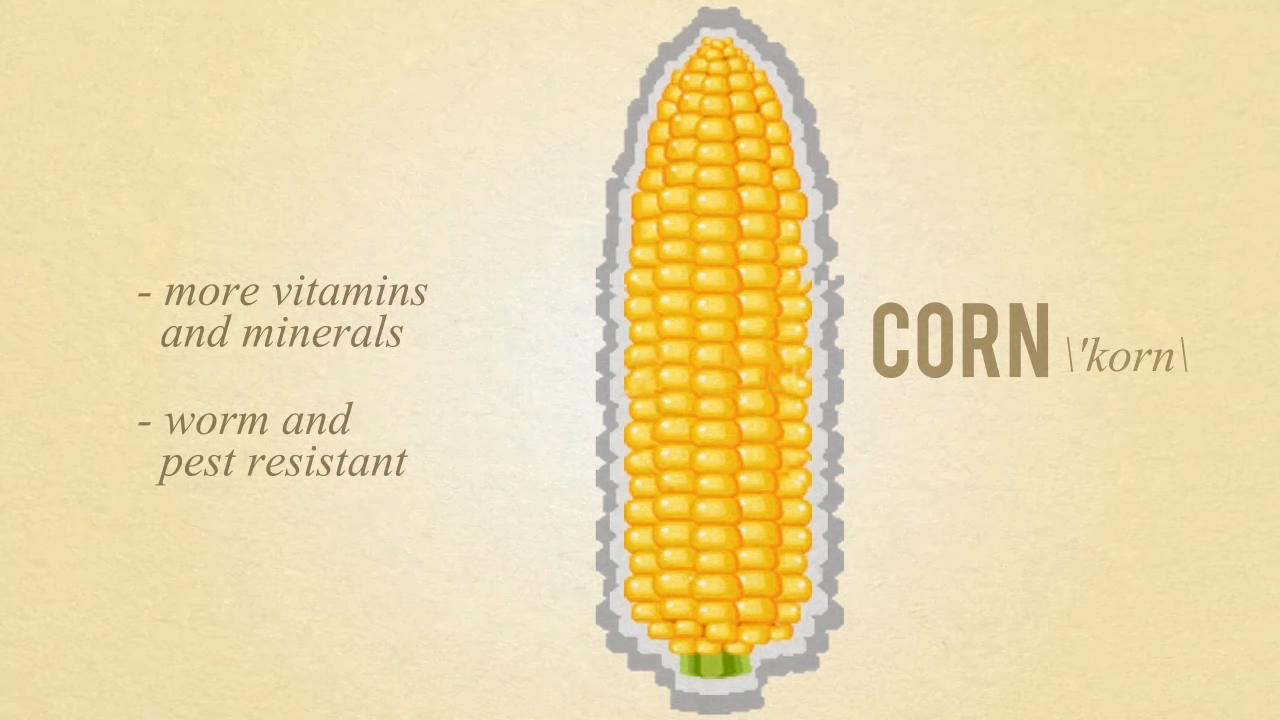 - more vitamins
and minerals
- worm and
pest resistant
CORN \'korn\